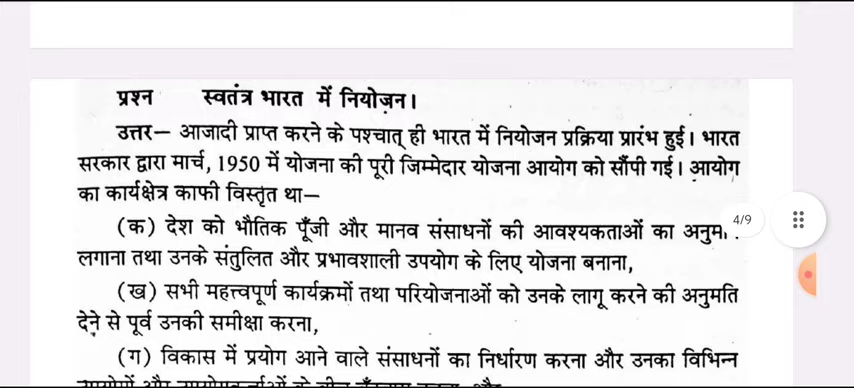 प्रश्न स्वतंत्र भारत में नियोजन।
उत्तर— आजादी प्राप्त करने के पश्चात् ही भारत में नियोजन प्रक्रिया प्रारंभ हुई। भारत
सरकार द्वारा मार्च, 1950 में योजना की पूरी जिम्मेदार योजना आयोग को सौंपी गई। आयोग
का कार्यक्षेत्र काफी विस्तृत था—
(क) देश को भौतिक पूँजी और मानव संसाधनों की आवश्यकताओं का
4/9
लगाना तथा उनके संतुलित और प्रभावशाली उपयोग के लिए योजना बनाना,
(ख) सभी महत्त्वपूर्ण कार्यक्रमों तथा परियोजनाओं को उनके लागू करने की अनुमति
देने से पूर्व उनकी समीक्षा करना,
(ग) विकास में प्रयोग आने वाले संसाधनों का निर्धारण करना और उनका विभिन्न